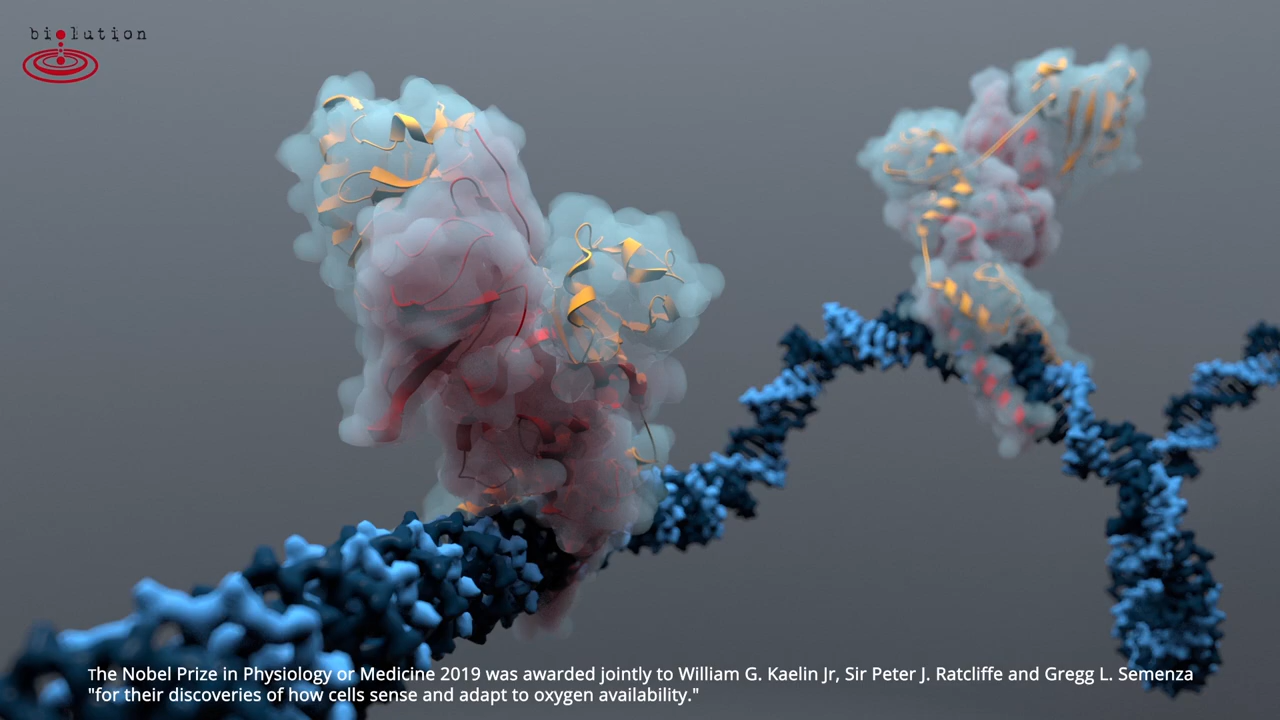 biolution
The Nobel Prize in Physiology or Medicine 2019 was awarded jointly to William G. Kaelin Jr, Sir Peter J. Ratcliffe and Gregg L. Semenza
"for their discoveries of how cells sense and adapt to oxygen availability."